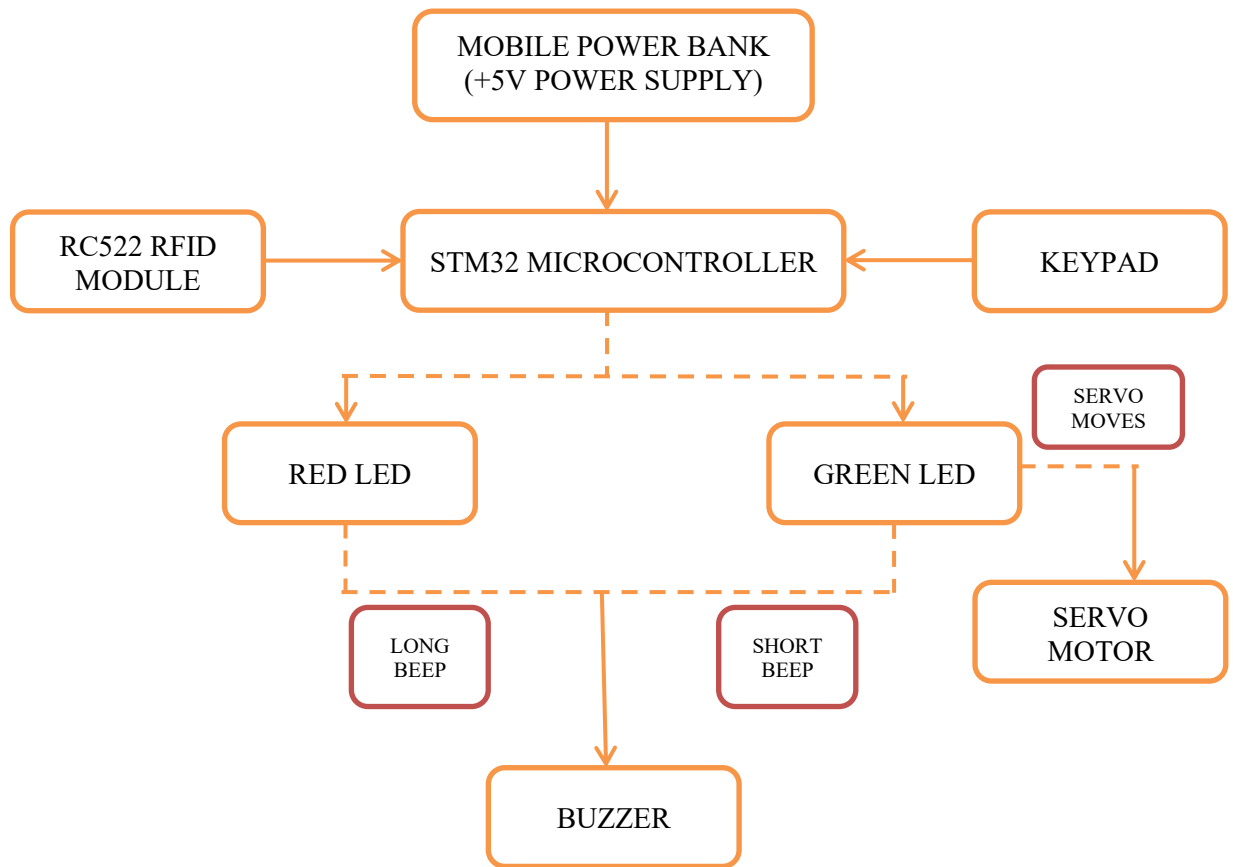 MOBILE POWER BANK
(+5V POWER SUPPLY)
RC522 RFID
MODULE
STM32 MICROCONTROLLER
KEYPAD
SERVO
MOVES
RED LED
GREEN LED
LONG
BEEP
SHORT
BEEP
SERVO
MOTOR
BUZZER